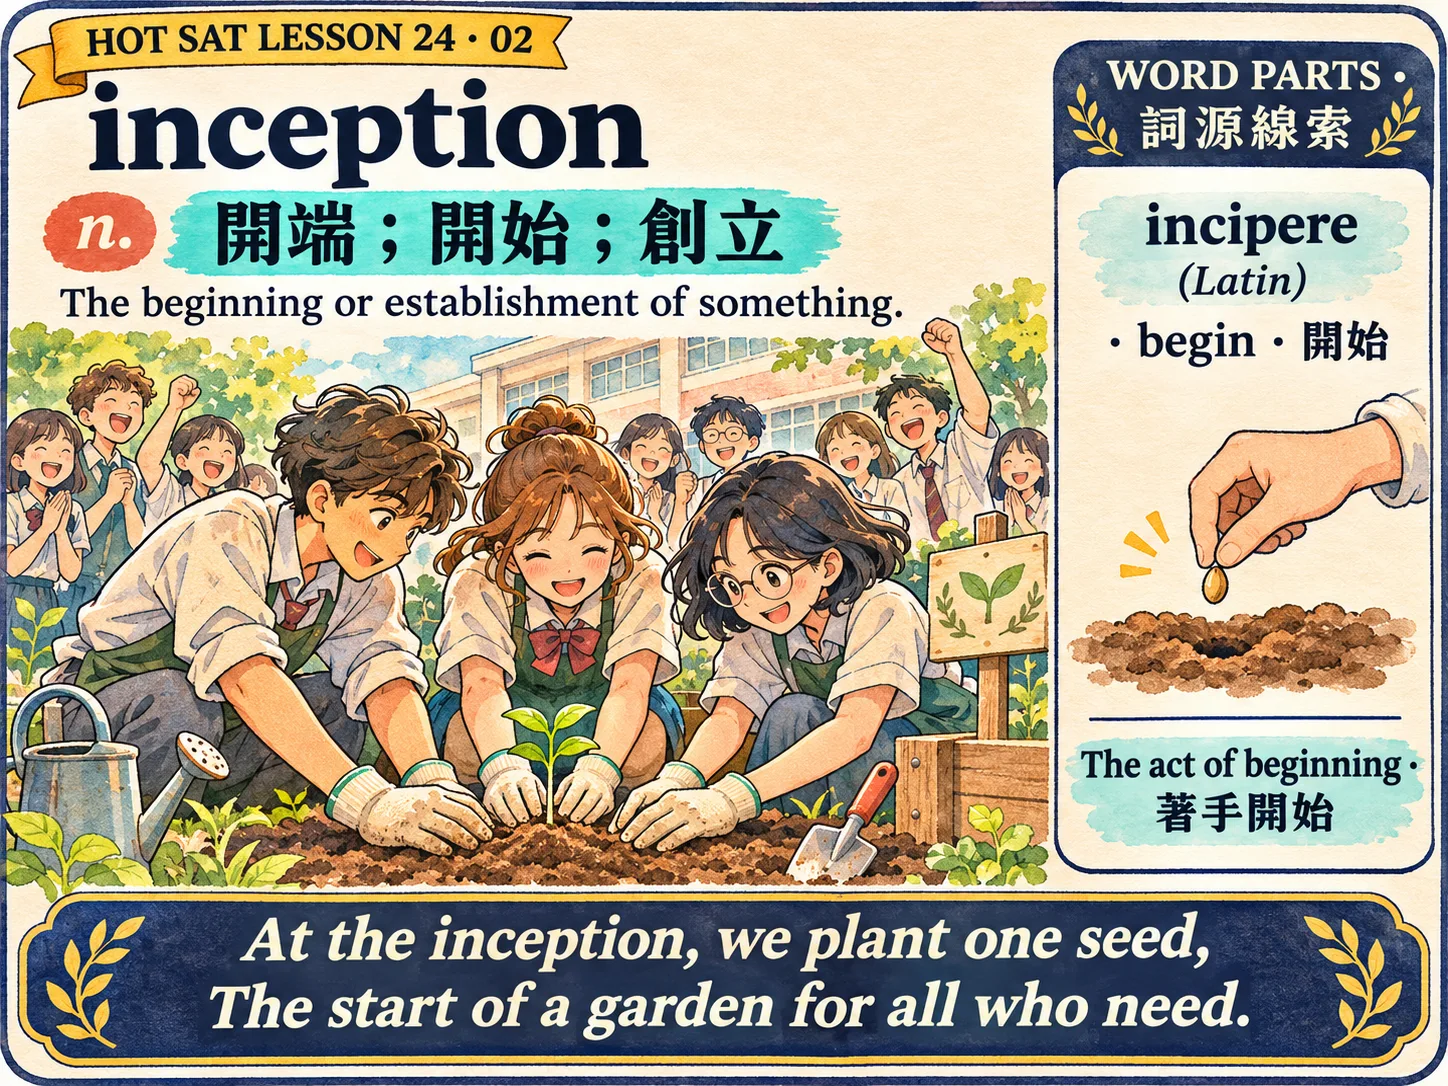 HOT SAT LESSON 24 · 02
inception
n. 開端；開始；創立
The beginning or establishment of something.
WORD PARTS ·
詞源線索
incipere
(Latin)
· begin · 開始
The act of beginning ·
著手開始
At the inception, we plant one seed,
The start of a garden for all who need.